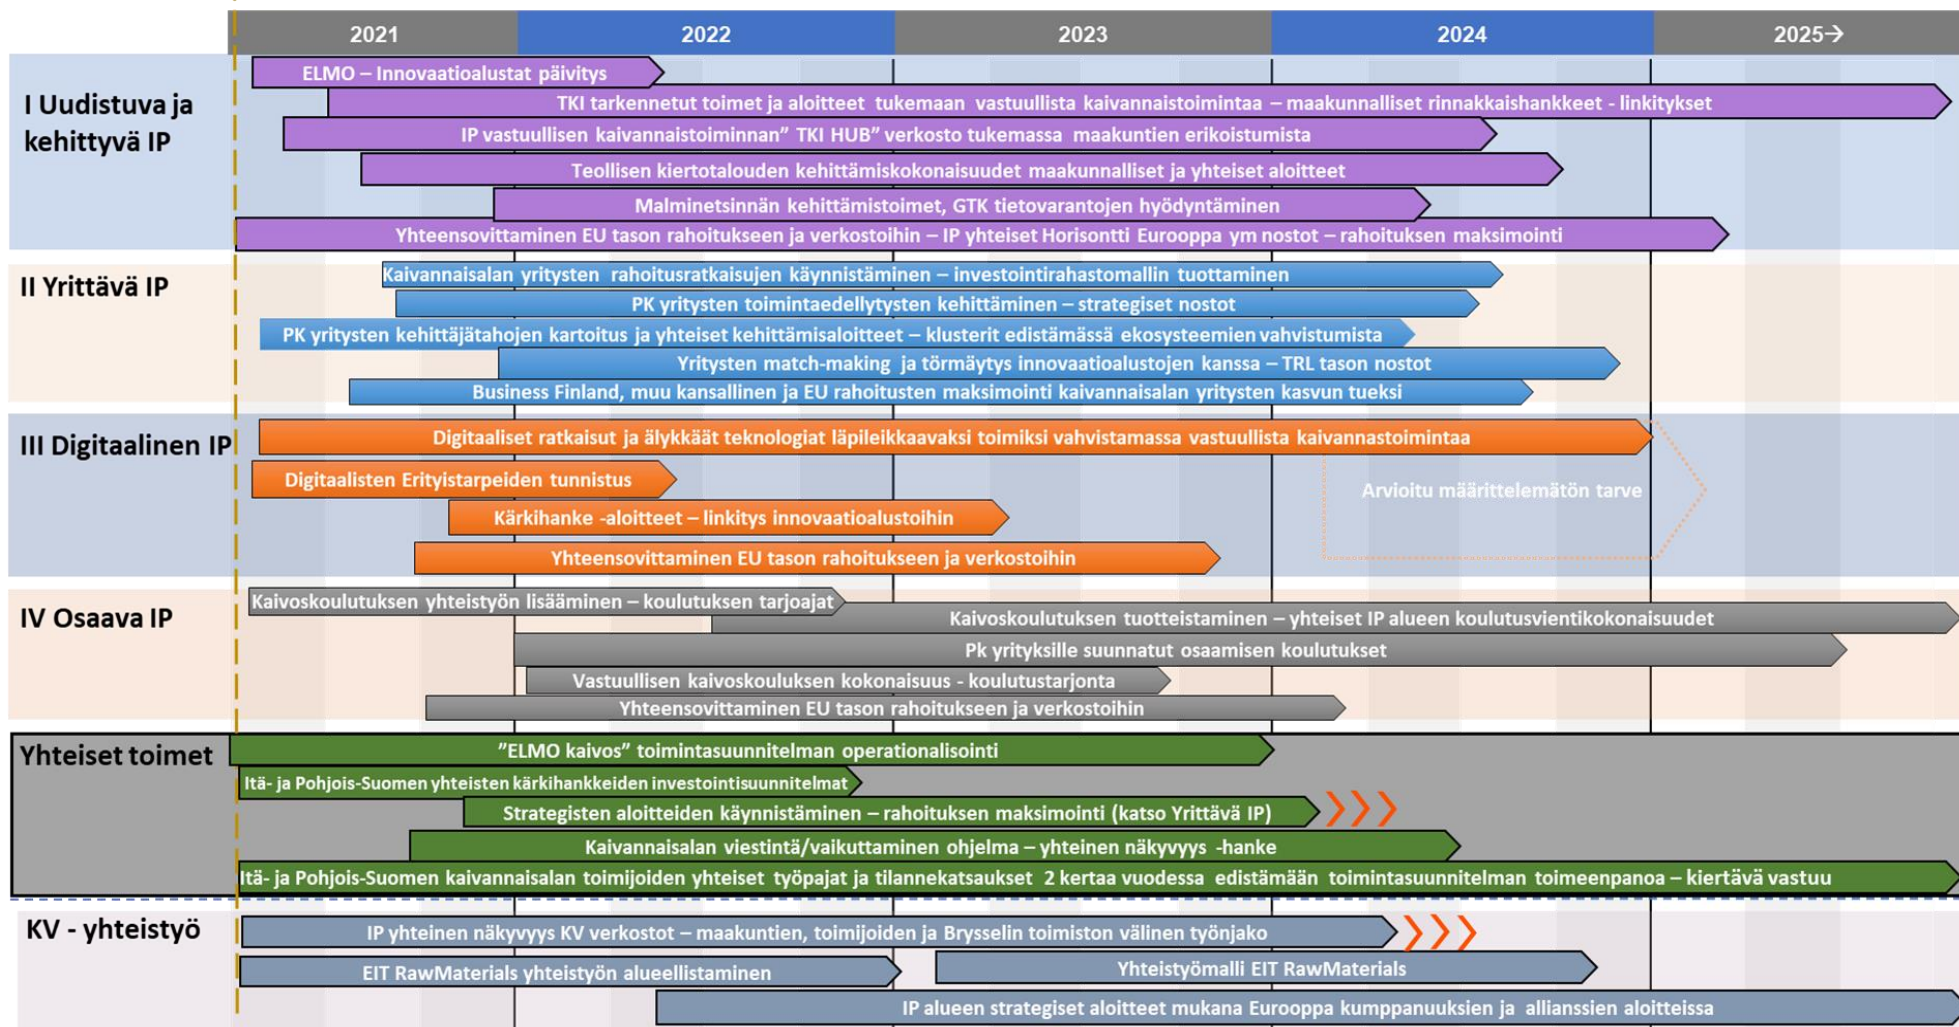 2021 2022 2023 2024 2025→
I Uudistuva ja
kehittyvä IP
ELMO – Innovaatioalustat päivitys
TKI tarkennetut toimet ja aloitteet tukemaan vastuullista kaivannaistoimintaa – maakunnalliset rinnakkaishankkeet - linkitykset
IP vastuullisen kaivannaistoiminnan” TKI HUB” verkosto tukemassa maakuntien erikoistumista
Teollisen kiertotalouden kehittämiskokonaisuudet maakunnalliset ja yhteiset aloitteet
Malminetsinnän kehittämistoimet, GTK tietovarantojen hyödyntäminen
Yhteensovittaminen EU tason rahoitukseen ja verkostoihin – IP yhteiset Horisontti Eurooppa ym nostot – rahoituksen maksimointi
II Yrittävä IP
Kaivannaisalan yritysten rahoitusratkaisujen käynnistäminen – investointirahastomallin tuottaminen
PK yritysten toimintaedellytysten kehittäminen – strategiset nostot
PK yritysten kehittäjätahojen kartoitus ja yhteiset kehittämisaloitteet – klusterit edistämässä ekosysteemien vahvistumista
Yritysten match-making ja törmäytys innovaatioalustojen kanssa – TRL tason nostot
Business Finland, muu kansallinen ja EU rahoitusten maksimointi kaivannaisalan yritysten kasvun tueksi
III Digitaalinen IP
Digitaaliset ratkaisut ja älykkäät teknologiat läpileikkaavaksi toimiksi vahvistamassa vastuullista kaivannastoimintaa
Digitaalisten Erityistarpeiden tunnistus
Arvioitu määrittelemätön tarve
Kärkihanke -aloitteet – linkitys innovaatioalustoihin
Yhteensovittaminen EU tason rahoitukseen ja verkostoihin
IV Osaava IP
Kaivoskoulutuksen yhteistyön lisääminen – koulutuksen tarjoajat
Kaivoskoulutuksen tuotteistaminen – yhteiset IP alueen koulutusvientikokonaisuudet
Pk yrityksille suunnatut osaamisen koulutukset
Vastuullisen kaivoskouluksen kokonaisuus - koulutustarjonta
Yhteensovittaminen EU tason rahoitukseen ja verkostoihin
Yhteiset toimet
”ELMO kaivos” toimintasuunnitelman operationalisointi
Itä- ja Pohjois-Suomen yhteisten kärkihankkeiden investointisuunnitelmat
Strategisten aloitteiden käynnistäminen – rahoituksen maksimointi (katso Yrittävä IP)
Kaivannaisalan viestintä/vaikuttaminen ohjelma – yhteinen näkyvyys -hanke
Itä- ja Pohjois-Suomen kaivannaisalan toimijoiden yhteiset työpajat ja tilannekatsaukset 2 kertaa vuodessa edistämään toimintasuunnitelman toimeenpanoa – kiertävä vastuu
KV - yhteistyö
IP yhteinen näkyvyys KV verkostot – maakuntien, toimijoiden ja Brysselin toimiston välinen työnjako
EIT RawMaterials yhteistyön alueellistaminen
Yhteistyömalli EIT RawMaterials
IP alueen strategiset aloitteet mukana Eurooppa kumppanuuksien ja allianssien aloitteissa